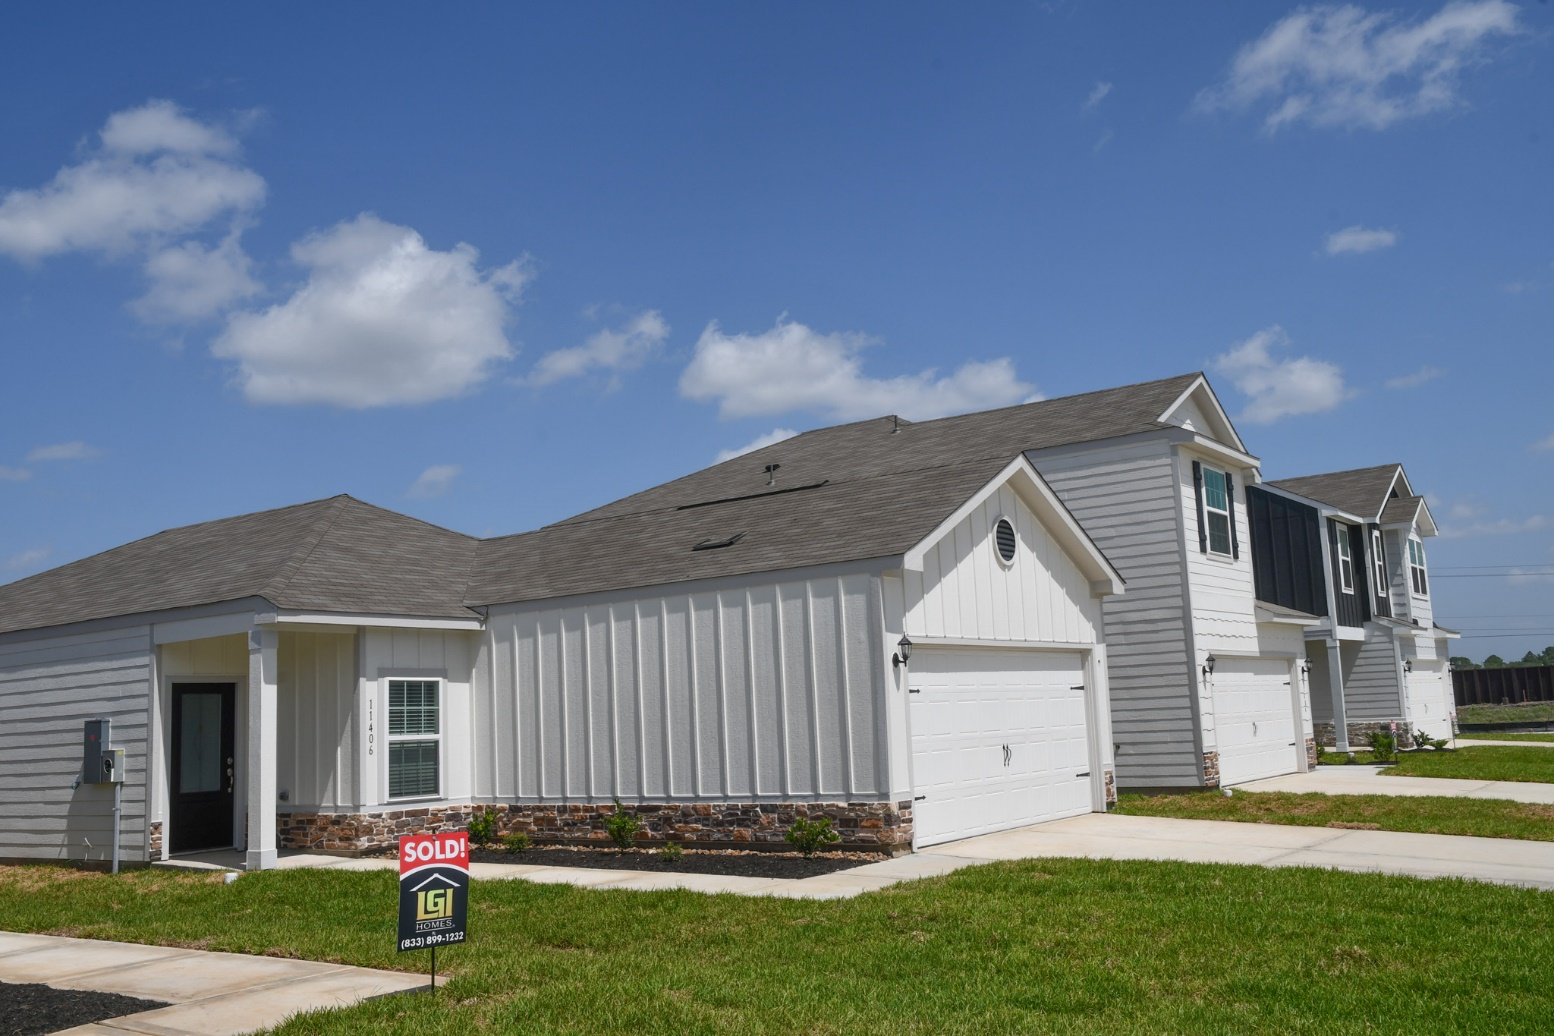 11406
SOLD!
LGI
HOMES
(833) 899-1232